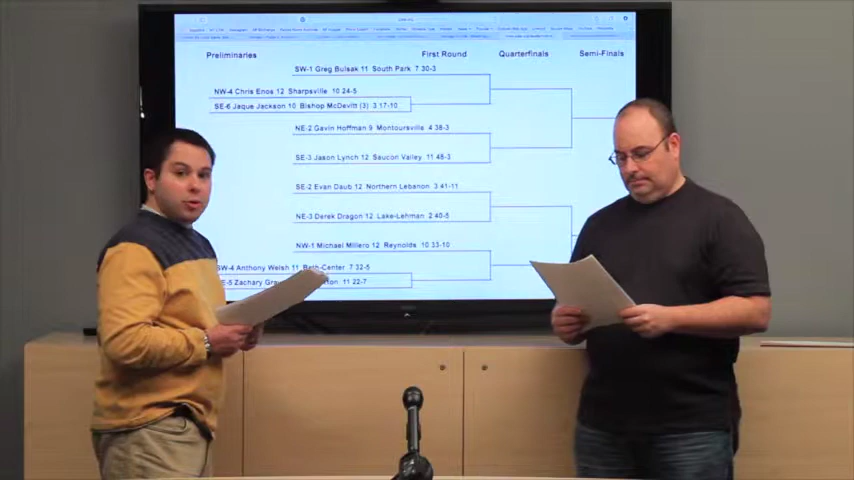 Preliminaries First Round Quarterfinals Semi-Finals
SW-1 Greg Bulsak 11 South Park 7 30-3
NW-4 Chris Enos 12 Sharpsville 10 24-5
SE-6 Jaque Jackson 10 Bishop McDevitt (3) 3 17-10
NE-2 Gavin Hoffman 9 Montoursville 4 38-3
SE-3 Jason Lynch 12 Saucon Valley 11 48-3
SE-2 Evan Daub 12 Northern Lebanon 3 41-11
NE-3 Derek Dragon 12 Lake-Lehman 2 40-5
NW-1 Michael Millero 12 Reynolds 10 33-10
SW-4 Anthony Welsh 11 Beth-Center 7 32-5
SE-5 Zachary 11 22-7